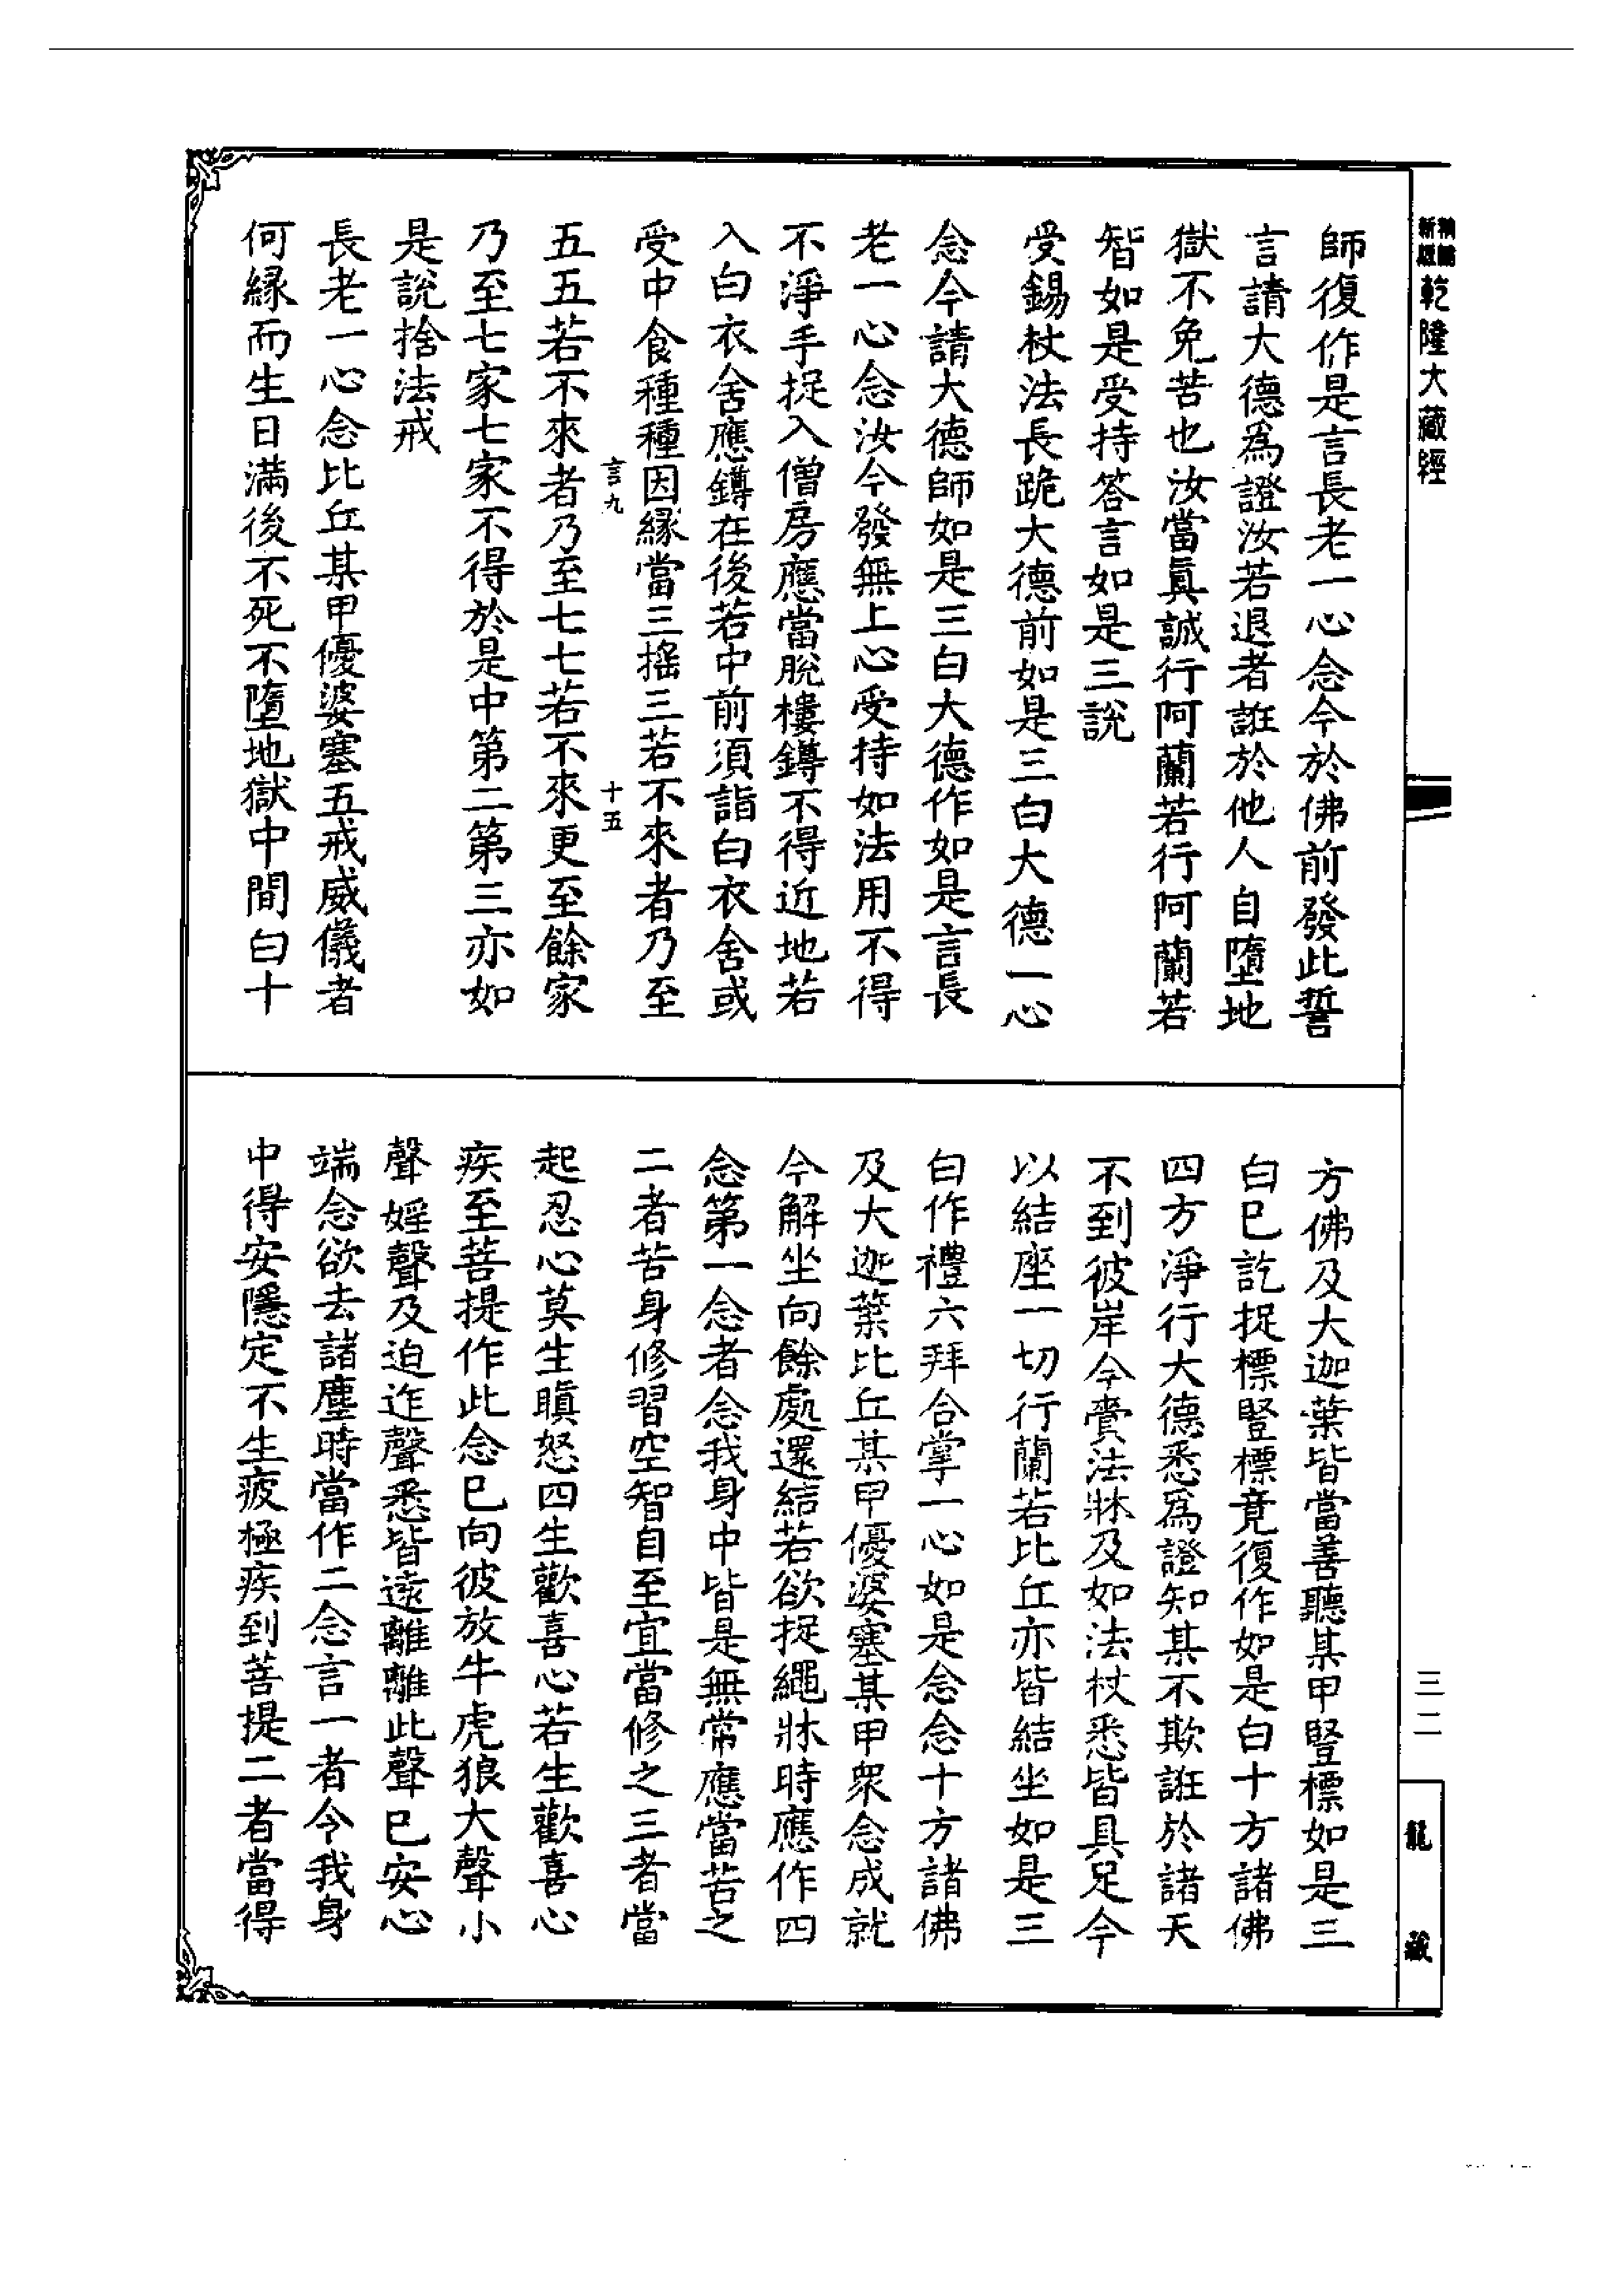 乾隆大藏經
師復作是言長老一心念今於佛前發此誓
言請大德為證汝若退者誑於他人自墮地
獄不免苦也汝當真誠行阿蘭若行阿蘭若
智如是受持答言如是三說
受錫杖法長跪大德前如是三白大德一心
念今請大德師如是三白大德作如是言長
老一心念汝今發無上心受持如法用不得
不淨手捉入僧房應當脫樓鐏不得近地若
入白衣舍應鐏在後若中前須詣白衣舍或
受中食種種因緣當三搖三若不來者乃至
言九
十五
五五若不來者乃至七七若不來更至餘家
乃至七家七家不得於是中第二第三亦如
是說捨法戒
長老一心念比丘某甲優婆塞五戒威儀者
何緣而生日滿後不死不墮地獄中間白十
方佛及大迦葉皆當善聽某甲豎標如是三
白已訖捉標豎標竟復作如是白十方諸佛
四方淨行大德悉為證知某不欺誑於諸天
不到彼岸今賷法牀及如法杖悉皆具足今
以結座一切行蘭若比丘亦皆結坐如是三
白作禮六拜合掌一心如是念念十方諸佛
及大迦葉比丘某甲優婆塞某甲眾念成就
今解坐向餘處還結若欲捉繩牀時應作四
念第一念者念我身中皆是無常應當苦之
二者苦身修習空智自至宜當修之三者當
起忍心莫生瞋怒四生歡喜心若生歡喜心
疾至菩提作此念已向彼放牛虎狼大聲小
聲婬聲及迫迮聲悉皆遠離離此聲已安心
端念欲去諸塵時當作二念言一者令我身
中得安隱定不生疲極疾到菩提二者當得
三二
龍藏